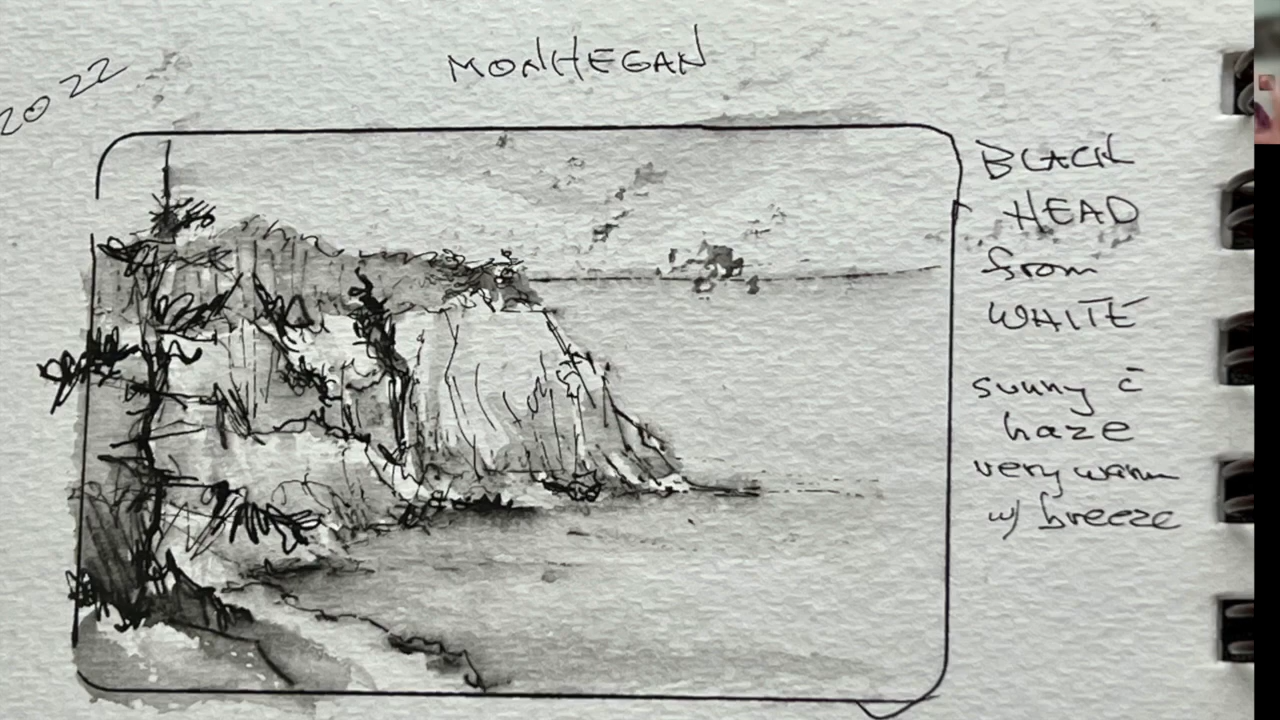 2022
MONHEGAN
BLACK
HEAD
from
WHITE
sunny c̄
haze
very warm
w/ breeze